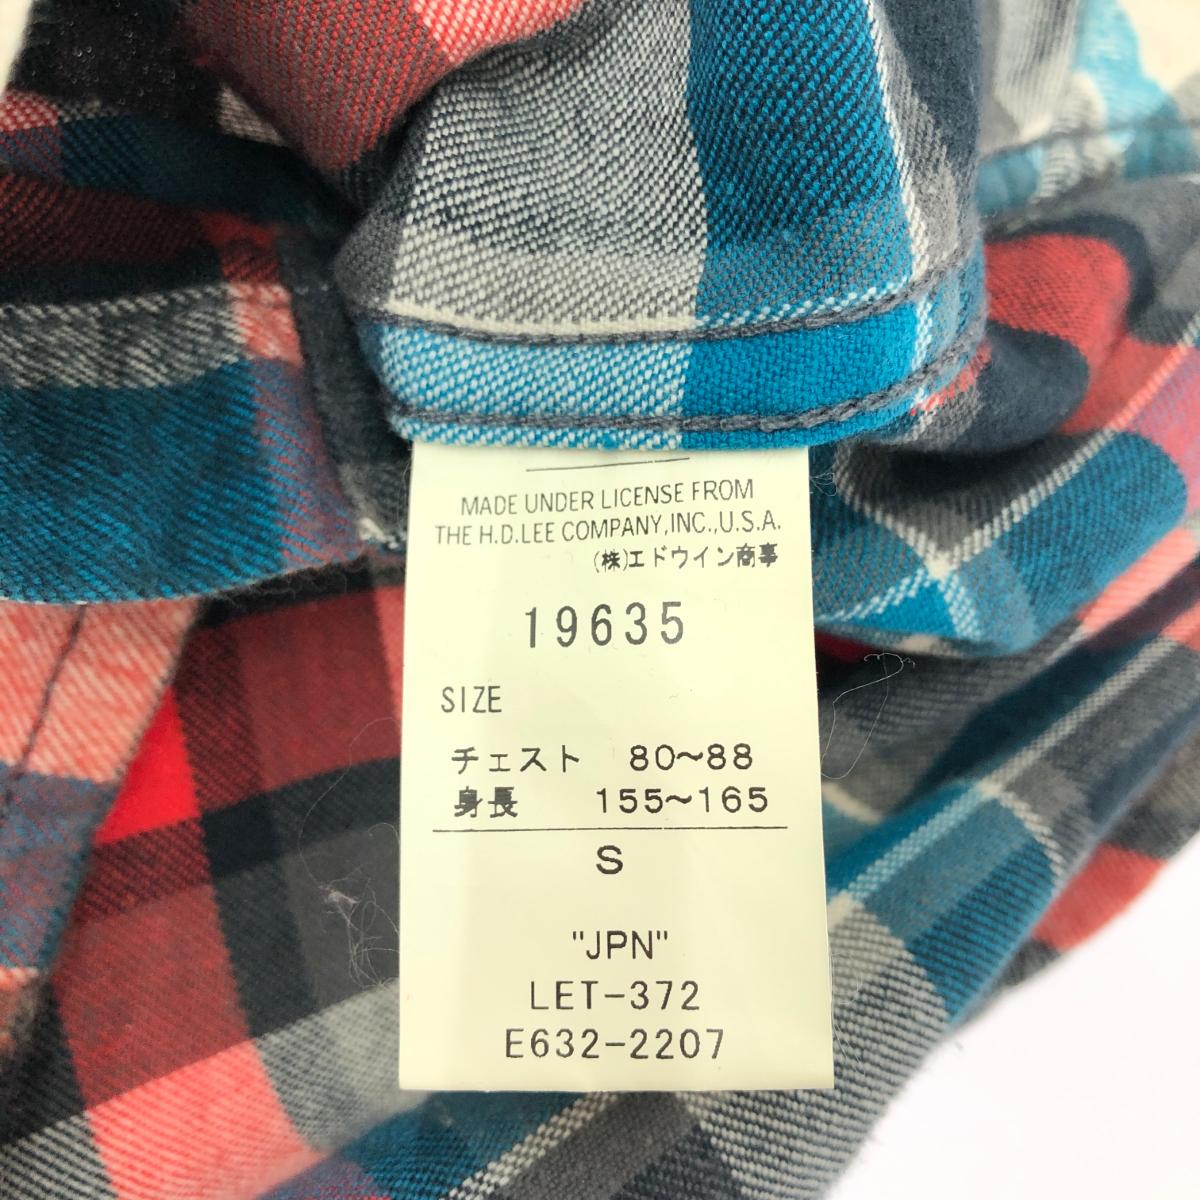 MADE UNDER LICENSE FROM
THE H.D.LEE COMPANY,INC.,U.S.A.
(株)エドウイン商事
19635
SIZE
チェスト 80~88
身長 155~165
S
"JPN"
LET-372
E632-2207